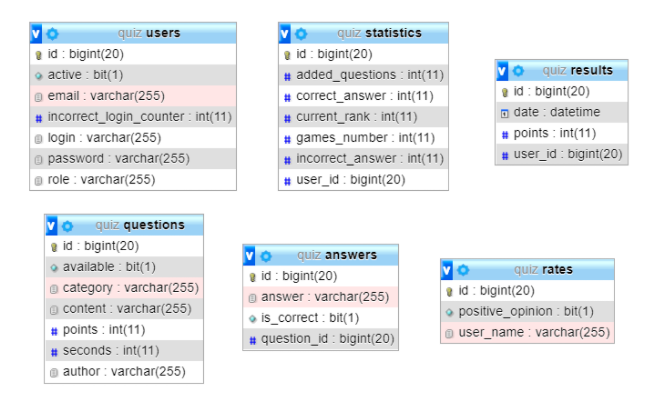 quiz users
id : bigint(20)
active : bit(1)
email : varchar(255)
incorrect_login_counter : int(11)
login : varchar(255)
password : varchar(255)
role : varchar(255)
quiz statistics
id : bigint(20)
added_questions : int(11)
correct_answer : int(11)
current_rank : int(11)
games_number : int(11)
incorrect_answer : int(11)
user_id : bigint(20)
quiz results
id : bigint(20)
date : datetime
points : int(11)
user_id : bigint(20)
quiz questions
id : bigint(20)
available : bit(1)
category : varchar(255)
content : varchar(255)
points : int(11)
seconds : int(11)
author : varchar(255)
quiz answers
id : bigint(20)
answer : varchar(255)
is_correct : bit(1)
question_id : bigint(20)
quiz rates
id : bigint(20)
positive_opinion : bit(1)
user_name : varchar(255)